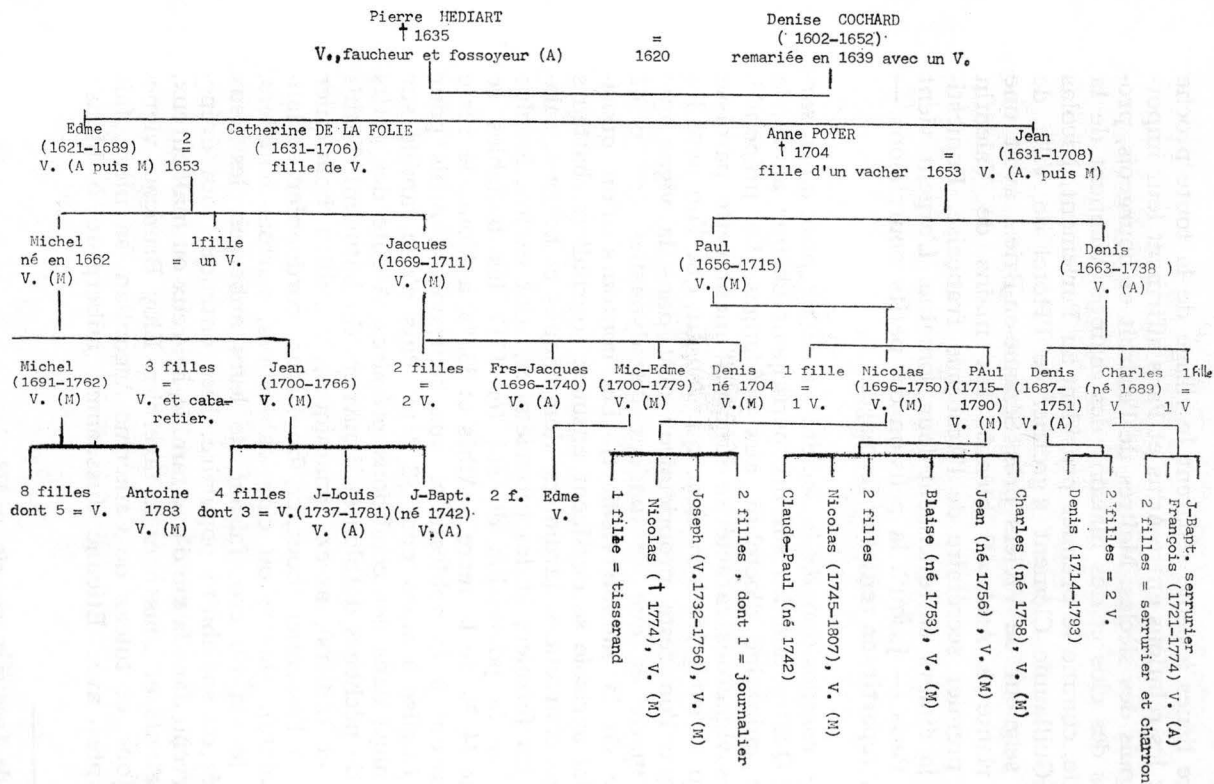 Pierre HEDIART
† 1635
V., faucheur et fossoyeur (A)
=
1620
Denise COCHARD
( 1602-1652)
remariée en 1639 avec un V.
Edme
(1621-1689)
V. (A puis M)
2
=
1653
Catherine DE LA FOLIE
( 1631-1706)
fille de V.
Anne POYER
† 1704
fille d'un vacher
=
1653
Jean
(1631-1708)
V. (A. puis M)
Michel
né en 1662
V. (M)
1fille
= un V.
Jacques
(1669-1711)
V. (M)
Paul
( 1656-1715)
V. (M)
Denis
( 1663-1738 )
V. (A)
Michel
(1691-1762)
V. (M)
3 filles
=
V. et caba-
retier.
Jean
(1700-1766)
V. (M)
2 filles
=
2 V.
Frs-Jacques
(1696-1740)
V. (A)
Mic-Edme
(1700-1779)
V. (M)
Denis
né 1704
V.(M)
1 fille
=
1 V.
Nicolas
(1696-1750)
V. (M)
PAul
(1715-
1790)
V. (M)
Denis
(1687-
1751)
V. (A)
Charles
(né 1689)
V
1fille
=
1 V
8 filles
dont 5 = V.
Antoine
1783
V. (M)
4 filles
dont 3 = V.
J-Louis
(1737-1781)
V. (A)
J-Bapt.
(né 1742)
V.(A)
2 f.
Edme
V.
1 fille = tisserand
Nicolas († 1774), V. (M)
Joseph (V.1732-1756), V. (M)
2 filles, dont 1 = journalier
Claude-Paul (né 1742)
Nicolas (1745-1807), V. (M)
2 filles
Blaise (né 1753), V. (M)
Jean (né 1756), V. (M)
Charles (né 1758), V. (M)
Denis (1714-1793)
2 filles = 2 V.
2 filles = serrurier et charron
François (1721-1774) V. (A)
J-Bapt. serrurier